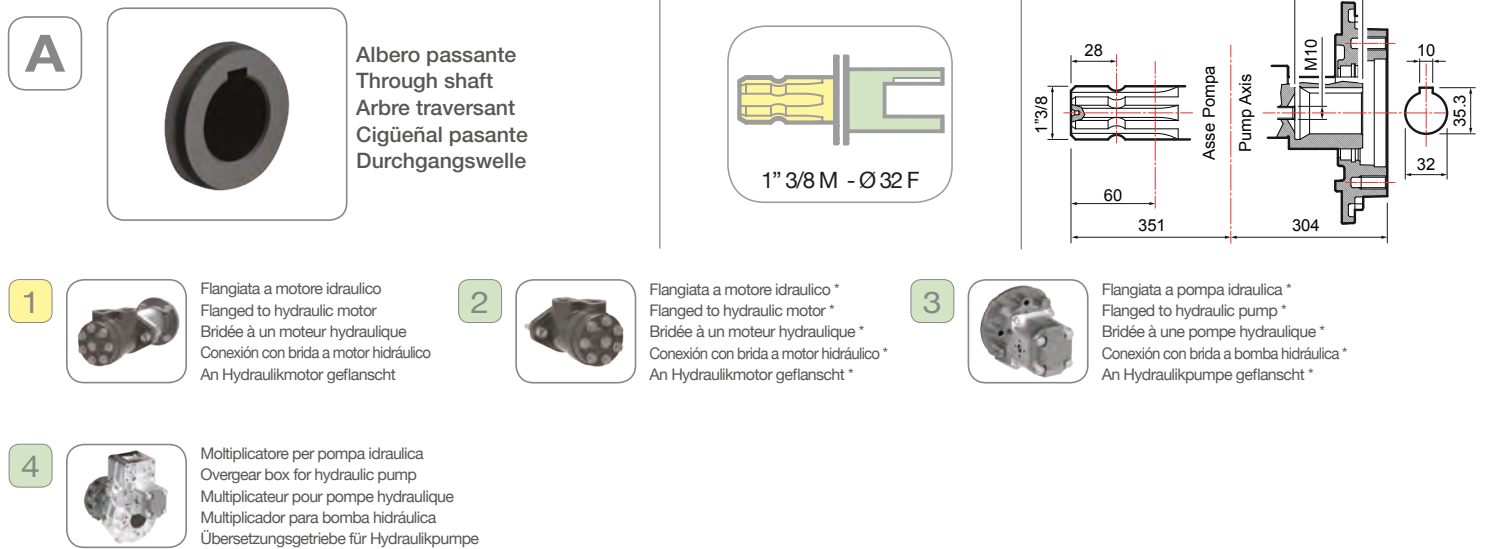 A
Albero passante
Through shaft
Arbre traversant
Cigüeñal pasante
Durchgangswelle
1” 3/8 M - Ø 32 F
28
1”3/8
60
351
Asse Pompa
Pump Axis
M10
304
10
35.3
32
1
Flangiata a motore idraulico
Flanged to hydraulic motor
Bridée à un moteur hydraulique
Conexión con brida a motor hidráulico
An Hydraulikmotor geflanscht
2
Flangiata a motore idraulico *
Flanged to hydraulic motor *
Bridée à un moteur hydraulique *
Conexión con brida a motor hidráulico *
An Hydraulikmotor geflanscht *
3
Flangiata a pompa idraulica *
Flanged to hydraulic pump *
Bridée à une pompe hydraulique *
Conexión con brida a bomba hidráulica *
An Hydraulikpumpe geflanscht *
4
Moltiplicatore per pompa idraulica
Overgear box for hydraulic pump
Multiplicateur pour pompe hydraulique
Multiplicador para bomba hidráulica
Übersetzungsgetriebe für Hydraulikpumpe